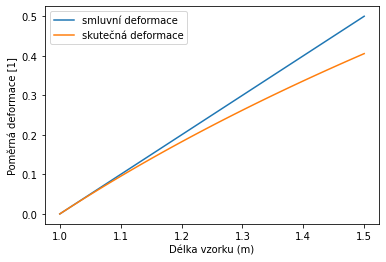 smluvní deformace
skutečná deformace
Poměrná deformace [1]
0.5
0.4
0.3
0.2
0.1
0.0
1.0 1.1 1.2 1.3 1.4 1.5
Délka vzorku (m)